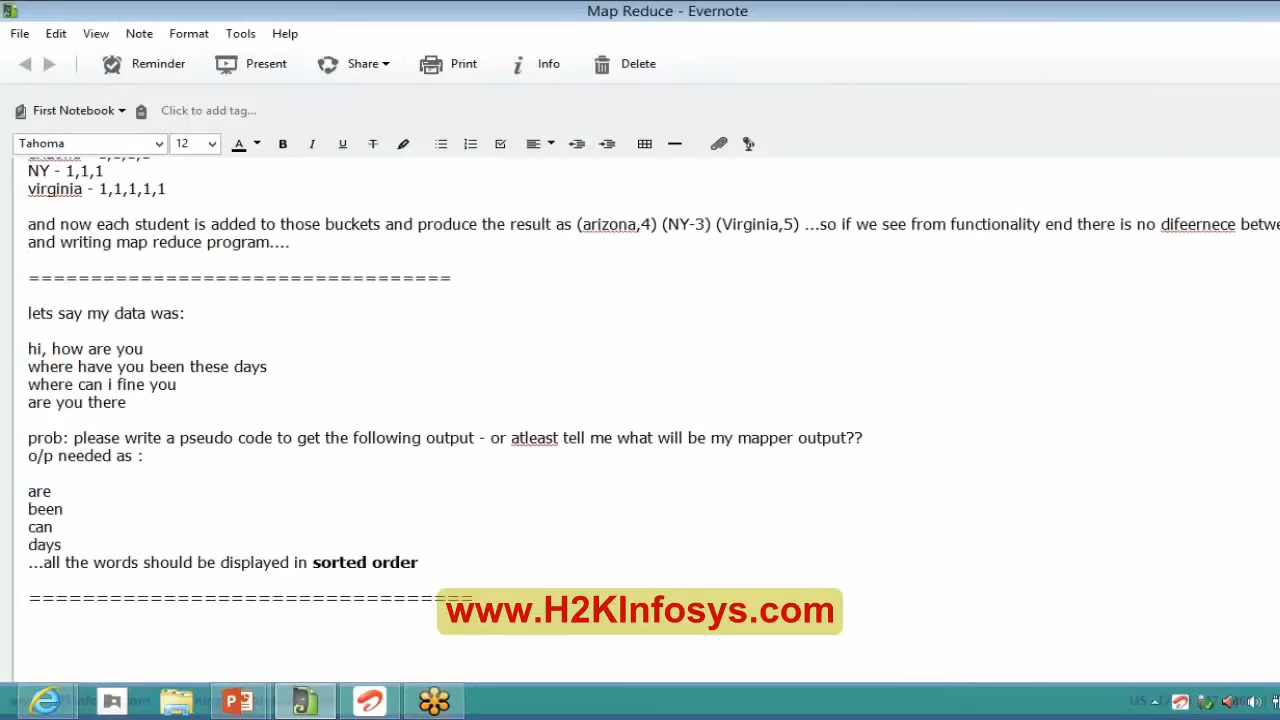 Map Reduce - Evernote
File Edit View Note Format Tools Help
Reminder Present Share Print Info Delete
First Notebook Click to add tag...
Tahoma 12 A B I U T
NY - 1,1,1
virginia - 1,1,1,1,1
and now each student is added to those buckets and produce the result as (arizona,4) (NY-3) (Virginia,5) ...so if we see from functionality end there is no difeernece
and writing map reduce program....
==================================
lets say my data was:
hi, how are you
where have you been these days
where can i fine you
are you there
prob: please write a pseudo code to get the following output - or atleast tell me what will be my mapper output??
o/p needed as :
are
been
can
days
...all the words should be displayed in sorted order
====================================
www.H2KInfosys.com